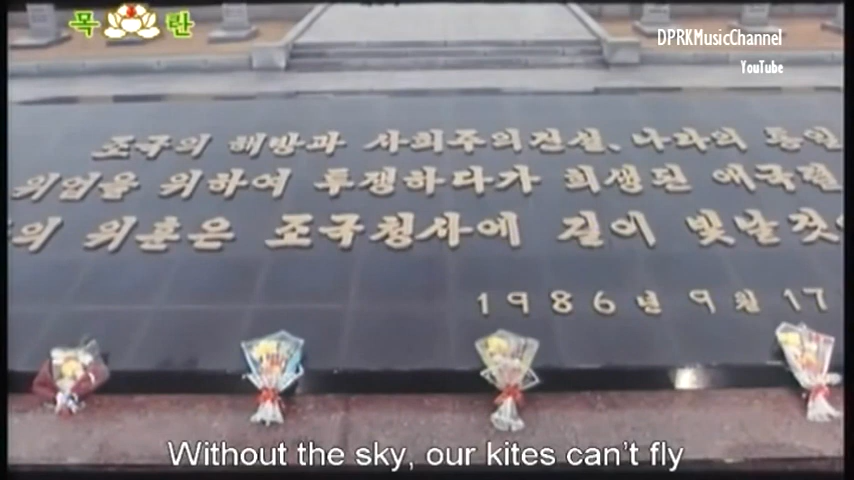 목란
DPRKMusicChannel
YouTube
조국의 해방과 사회주의건설, 나라의 통일
위업을 위하여 투쟁하다가 희생된 애국렬
의 위훈은 조국청사에 길이 빛날것
1986년 9월 17
Without the sky, our kites can't fly